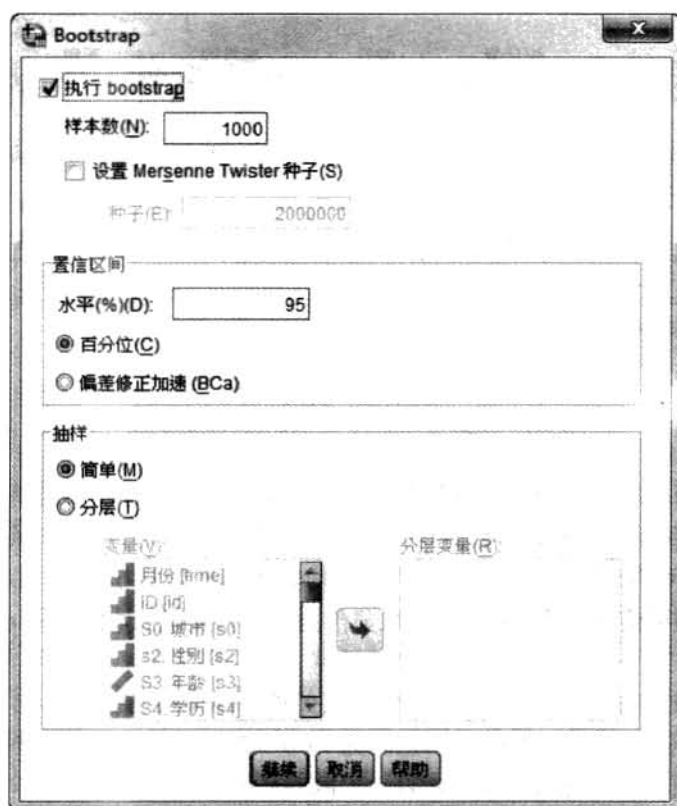 Bootstrap
执行 bootstrap
样本数(N): 1000
设置 Mersenne Twister 种子(S)
种子(E): 2000000
置信区间
水平(%)(D): 95
百分位(C)
偏差修正加速 (BCa)
抽样
简单(M)
分层(T)
变量(V):
分层变量(R):
月份 [time]
ID [id]
S0. 城市 [s0]
s2. 性别 [s2]
S3. 年龄 [s3]
S4. 学历 [s4]
继续 取消 帮助